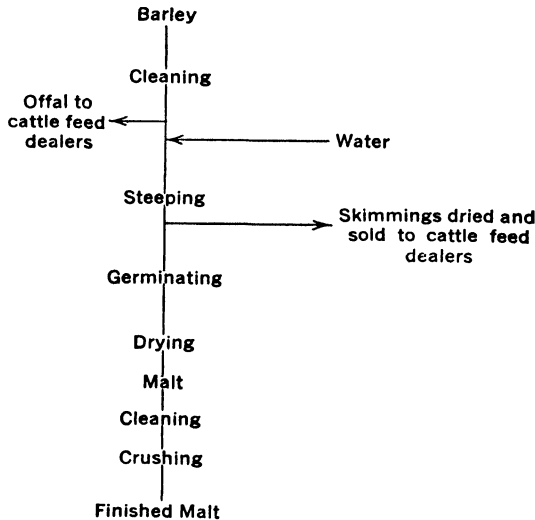 Barley
Cleaning
Offal to
cattle feed
dealers
Water
Steeping
Skimmings dried and
sold to cattle feed
dealers
Germinating
Drying
Malt
Cleaning
Crushing
Finished Malt